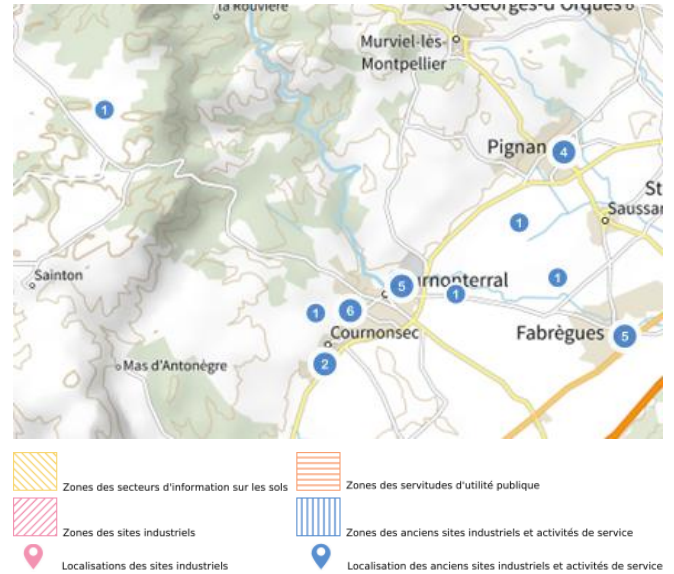 la Rouvière
St-Georges-d'Orques
Murviel-lès-
Montpellier
1
Pignan
4
St
Saussan
1
Sainton
1
5
rnonterral
1
6
1
Cournonsec
Fabrègues
5
2
Mas d'Antonègre
Zones des secteurs d'information sur les sols
Zones des servitudes d'utilité publique
Zones des sites industriels
Zones des anciens sites industriels et activités de service
Localisations des sites industriels
Localisation des anciens sites industriels et activités de service